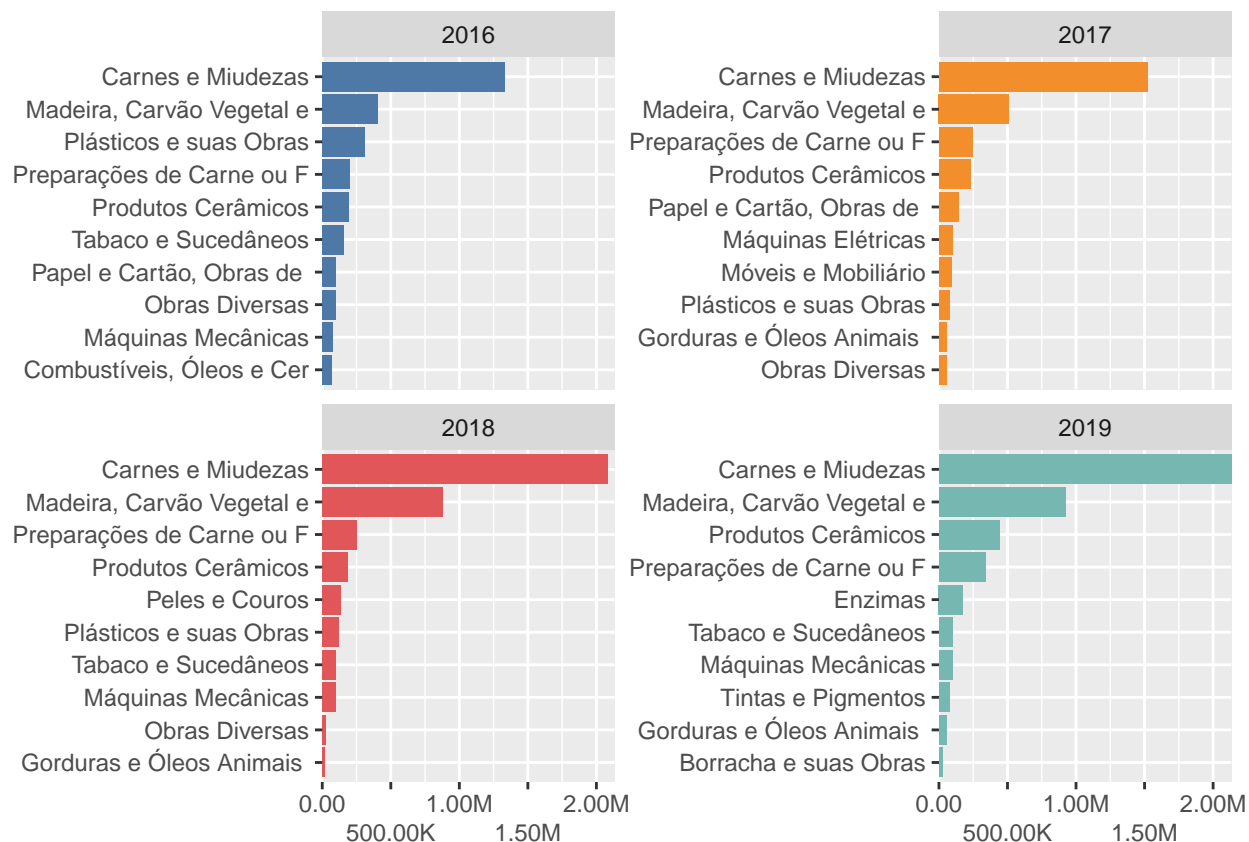 2016
Carnes e Miudezas
Madeira, Carvão Vegetal e
Plásticos e suas Obras
Preparações de Carne ou F
Produtos Cerâmicos
Tabaco e Sucedâneos
Papel e Cartão, Obras de
Obras Diversas
Máquinas Mecânicas
Combustíveis, Óleos e Cer
2017
Carnes e Miudezas
Madeira, Carvão Vegetal e
Preparações de Carne ou F
Produtos Cerâmicos
Papel e Cartão, Obras de
Máquinas Elétricas
Móveis e Mobiliário
Plásticos e suas Obras
Gorduras e Óleos Animais
Obras Diversas
2018
Carnes e Miudezas
Madeira, Carvão Vegetal e
Preparações de Carne ou F
Produtos Cerâmicos
Peles e Couros
Plásticos e suas Obras
Tabaco e Sucedâneos
Máquinas Mecânicas
Obras Diversas
Gorduras e Óleos Animais
0.00 1.00M 2.00M
500.00K 1.50M
2019
Carnes e Miudezas
Madeira, Carvão Vegetal e
Produtos Cerâmicos
Preparações de Carne ou F
Enzimas
Tabaco e Sucedâneos
Máquinas Mecânicas
Tintas e Pigmentos
Gorduras e Óleos Animais
Borracha e suas Obras
0.00 1.00M 2.00M
500.00K 1.50M